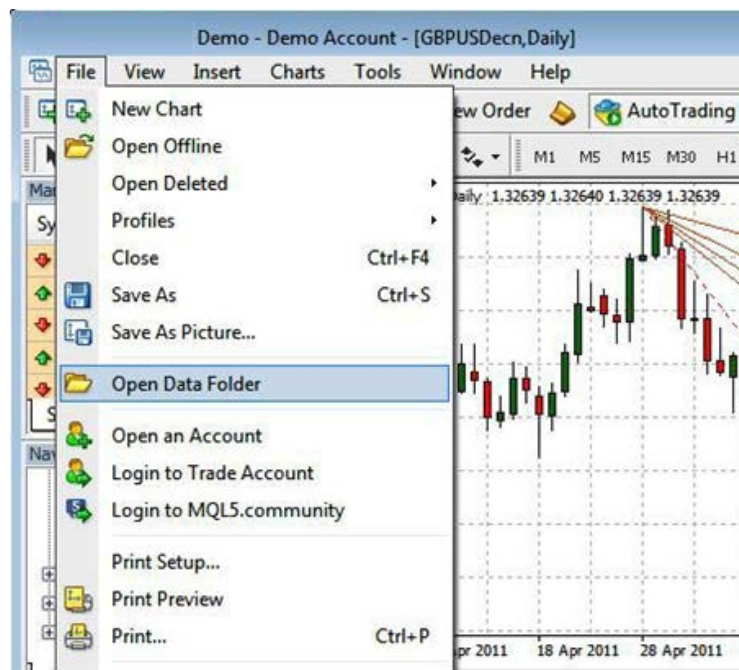 Demo - Demo Account - [GBPUSDecn,Daily]
File View Insert Charts Tools Window Help
New Chart
ew Order AutoTrading
Open Offline
M1 M5 M15 M30 H1
Open Deleted
Mar
aily 1.32639 1.32640 1.32639 1.32639
Profiles
Sy
Close Ctrl+F4
Save As Ctrl+S
Save As Picture...
Open Data Folder
S
Open an Account
Nav
Login to Trade Account
Login to MQL5.community
Print Setup...
Print Preview
Print... Ctrl+P
pr 2011 18 Apr 2011 28 Apr 2011